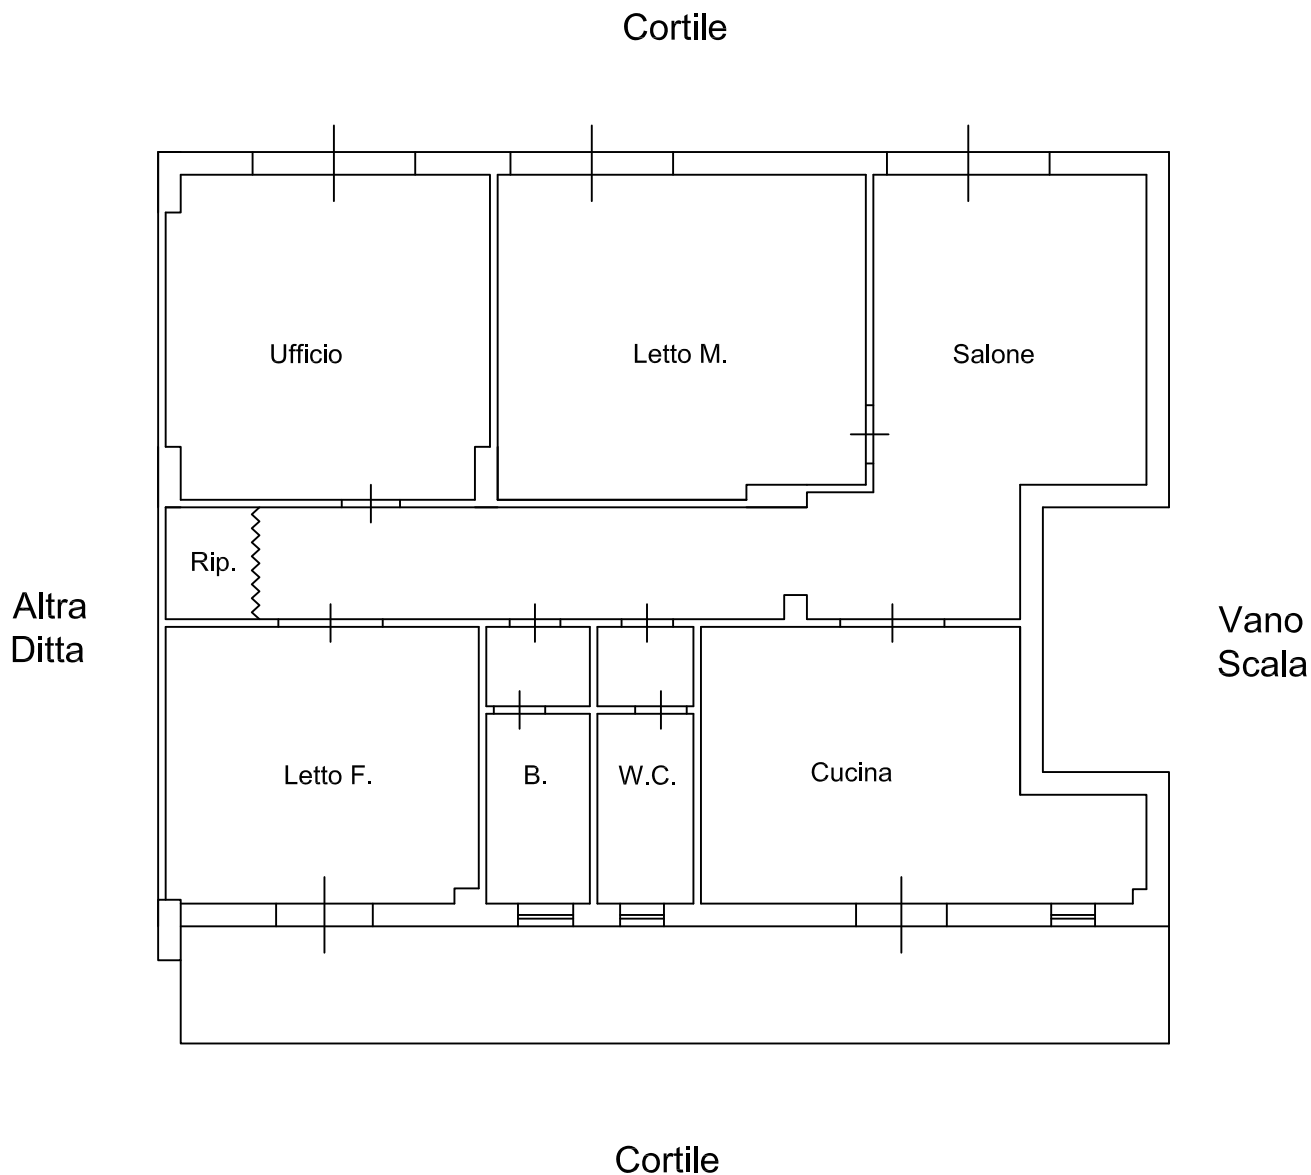 Cortile
Ufficio
Letto M.
Salone
Rip.
Altra
Ditta
Vano
Scala
Letto F.
B.
W.C.
Cucina
Cortile